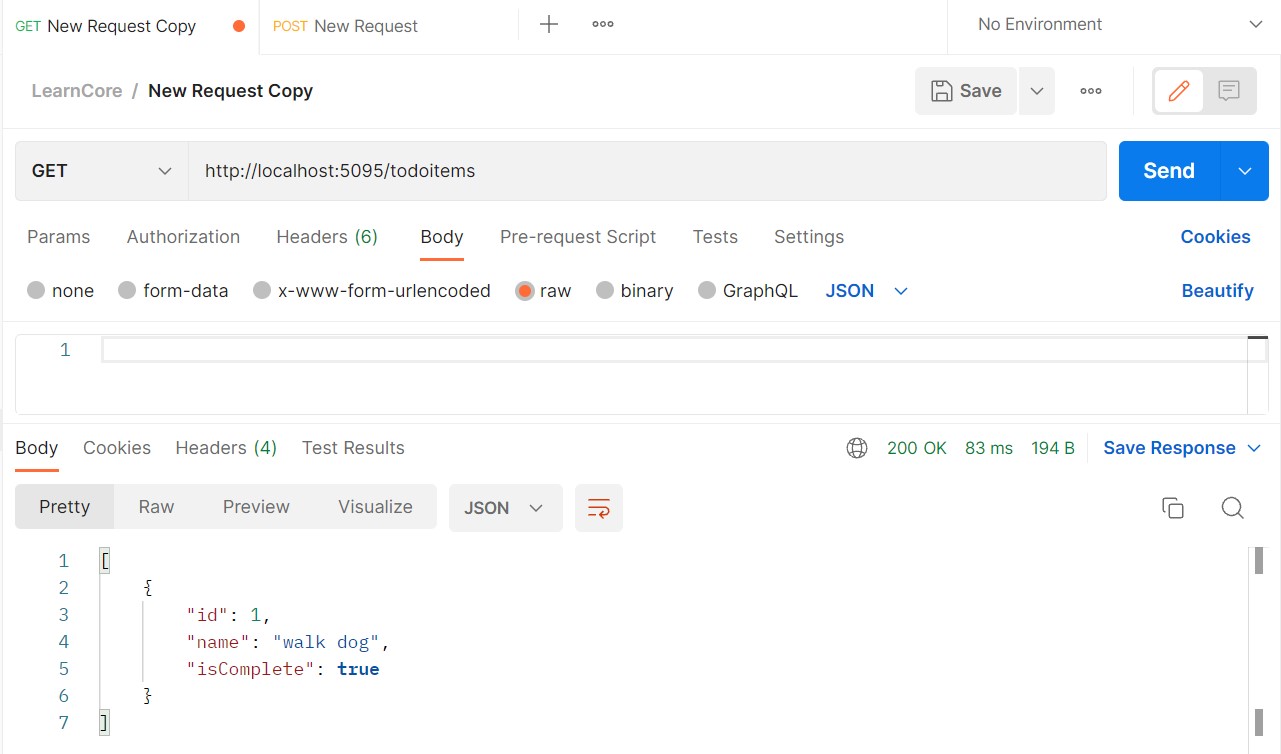 GET New Request Copy POST New Request No Environment
LearnCore / New Request Copy Save
GET http://localhost:5095/todoitems Send
Params Authorization Headers (6) Body Pre-request Script Tests Settings Cookies
none form-data x-www-form-urlencoded raw binary GraphQL JSON Beautify
1
Body Cookies Headers (4) Test Results 200 OK 83 ms 194 B Save Response
Pretty Raw Preview Visualize JSON
1 [
2 {
3 "id": 1,
4 "name": "walk dog",
5 "isComplete": true
6 }
7 ]